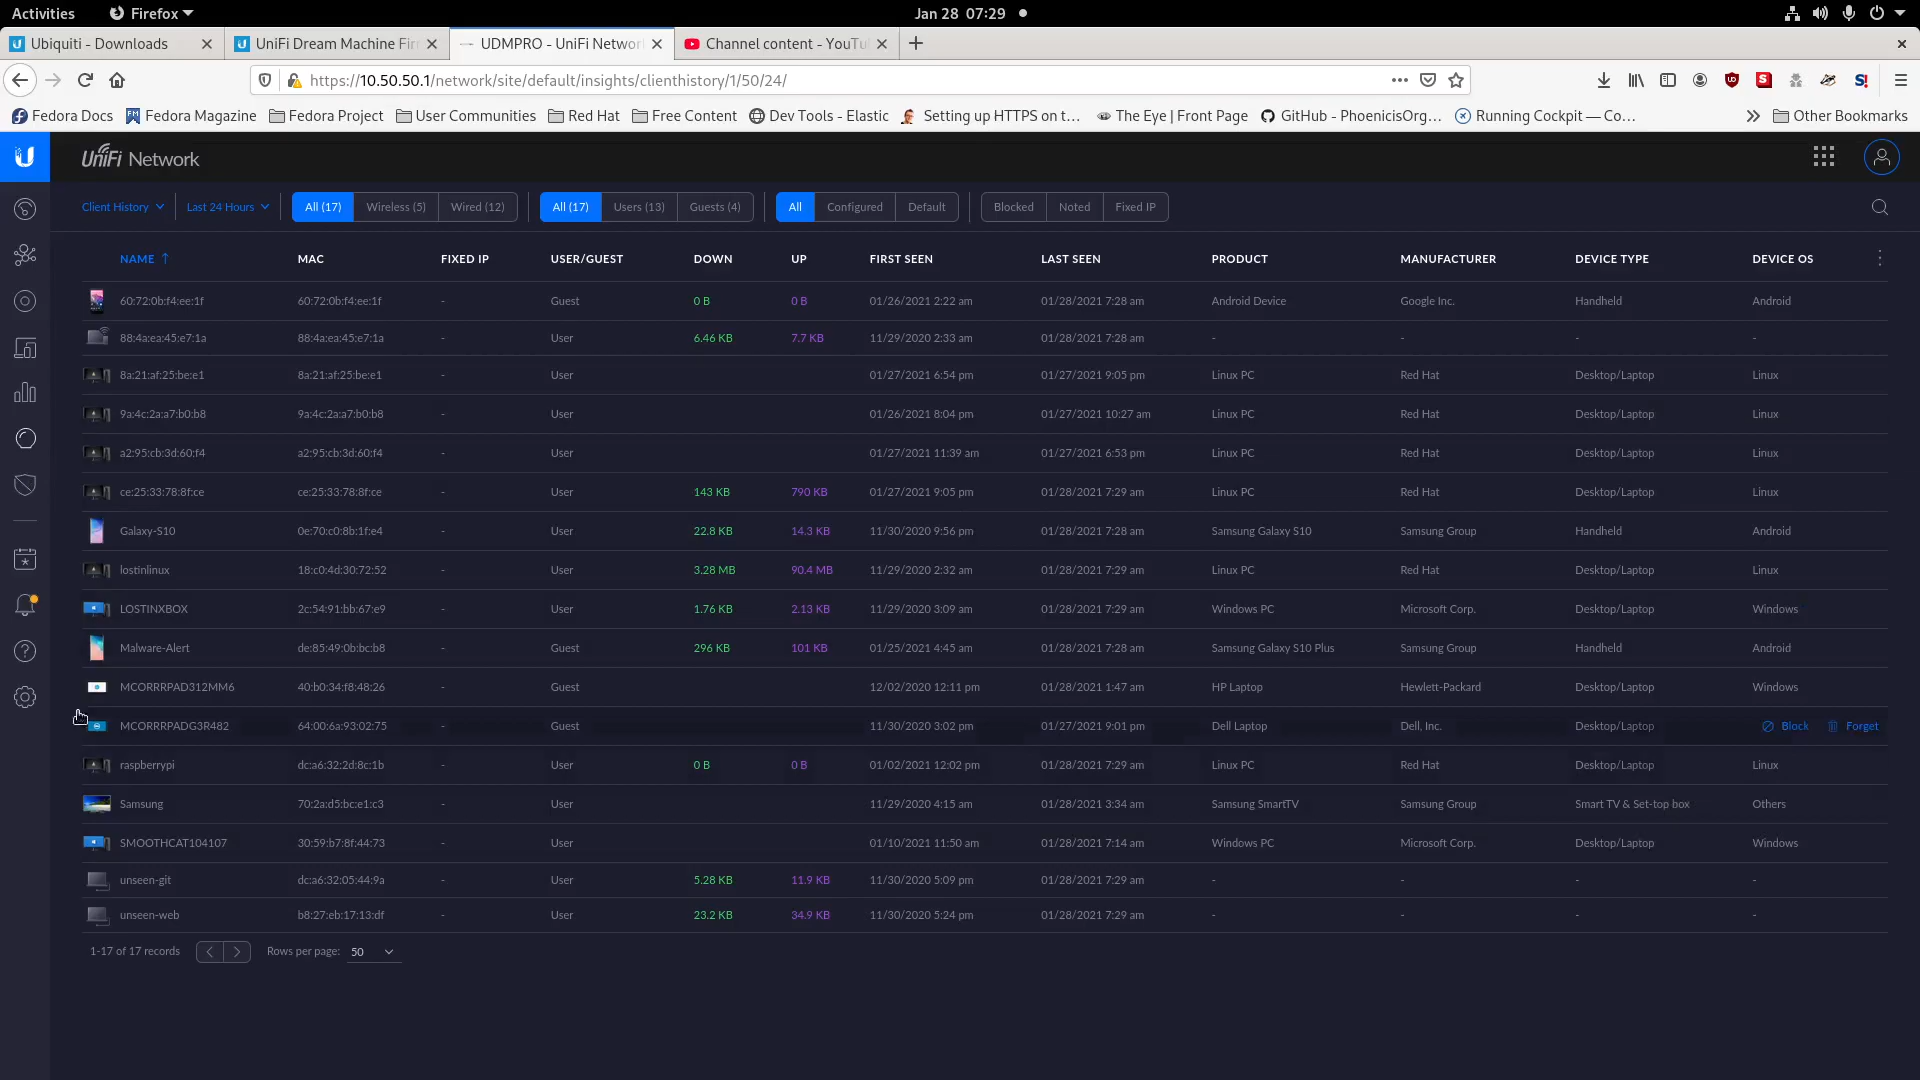 Activities Firefox Jan 28 07:29
Ubiquiti - Downloads UniFi Dream Machine Fir UDMPRO - UniFi Networ Channel content - YouTu
https://10.50.50.1/network/site/default/insights/clienthistory/1/50/24/
Fedora Docs Fedora Magazine Fedora Project User Communities Red Hat Free Content Dev Tools - Elastic Setting up HTTPS on t... The Eye | Front Page GitHub - PhoenicisOrg... Running Cockpit — Co... Other Bookmarks
UniFi Network
Client History Last 24 Hours All (17) Wireless (5) Wired (12) All (17) Users (13) Guests (4) All Configured Default Blocked Noted Fixed IP
NAME ↑ MAC FIXED IP USER/GUEST DOWN UP FIRST SEEN LAST SEEN PRODUCT MANUFACTURER DEVICE TYPE DEVICE OS
60:72:0b:f4:ee:1f 60:72:0b:f4:ee:1f - Guest 0 B 0 B 01/26/2021 2:22 am 01/28/2021 7:28 am Android Device Google Inc. Handheld Android
88:4a:ea:45:e7:1a 88:4a:ea:45:e7:1a - User 6.46 KB 7.7 KB 11/29/2020 2:33 am 01/28/2021 7:28 am - - - -
8a:21:af:25:be:e1 8a:21:af:25:be:e1 - User 01/27/2021 6:54 pm 01/27/2021 9:05 pm Linux PC Red Hat Desktop/Laptop Linux
9a:4c:2a:a7:b0:b8 9a:4c:2a:a7:b0:b8 - User 01/26/2021 8:04 pm 01/27/2021 10:27 am Linux PC Red Hat Desktop/Laptop Linux
a2:95:cb:3d:60:f4 a2:95:cb:3d:60:f4 - User 01/27/2021 11:39 am 01/27/2021 6:53 pm Linux PC Red Hat Desktop/Laptop Linux
ce:25:33:78:8f:ce ce:25:33:78:8f:ce - User 143 KB 790 KB 01/27/2021 9:05 pm 01/28/2021 7:29 am Linux PC Red Hat Desktop/Laptop Linux
Galaxy-S10 0e:70:c0:8b:1f:e4 - User 22.8 KB 14.3 KB 11/30/2020 9:56 pm 01/28/2021 7:28 am Samsung Galaxy S10 Samsung Group Handheld Android
lostinlinux 18:c0:4d:30:72:52 - User 3.28 MB 90.4 MB 11/29/2020 2:32 am 01/28/2021 7:29 am Linux PC Red Hat Desktop/Laptop Linux
LOSTINXBOX 2c:54:91:bb:67:e9 - User 1.76 KB 2.13 KB 11/29/2020 3:09 am 01/28/2021 7:29 am Windows PC Microsoft Corp. Desktop/Laptop Windows
Malware-Alert de:85:49:0b:bc:b8 - Guest 296 KB 101 KB 01/25/2021 4:45 am 01/28/2021 7:28 am Samsung Galaxy S10 Plus Samsung Group Handheld Android
MCORRRPAD312MM6 40:b0:34:f8:48:26 - Guest 12/02/2020 12:11 pm 01/28/2021 1:47 am HP Laptop Hewlett-Packard Desktop/Laptop Windows
MCORRRPADG3R482 64:00:6a:93:02:75 - Guest 11/30/2020 3:02 pm 01/27/2021 9:01 pm Dell Laptop Dell, Inc. Desktop/Laptop Block Forget
raspberrypi dc:a6:32:2d:8c:1b - User 0 B 0 B 01/02/2021 12:02 pm 01/28/2021 7:29 am Linux PC Red Hat Desktop/Laptop Linux
Samsung 70:2a:d5:bc:e1:c3 - User 11/29/2020 4:15 am 01/28/2021 3:34 am Samsung SmartTV Samsung Group Smart TV & Set-top box Others
SMOOTHCAT104107 30:59:b7:8f:44:73 - User 01/10/2021 11:50 am 01/28/2021 7:14 am Windows PC Microsoft Corp. Desktop/Laptop Windows
unseen-git dc:a6:32:05:44:9a - User 5.28 KB 11.9 KB 11/30/2020 5:09 pm 01/28/2021 7:29 am - - - -
unseen-web b8:27:eb:17:13:df - User 23.2 KB 34.9 KB 11/30/2020 5:24 pm 01/28/2021 7:29 am - - - -
1-17 of 17 records Rows per page: 50